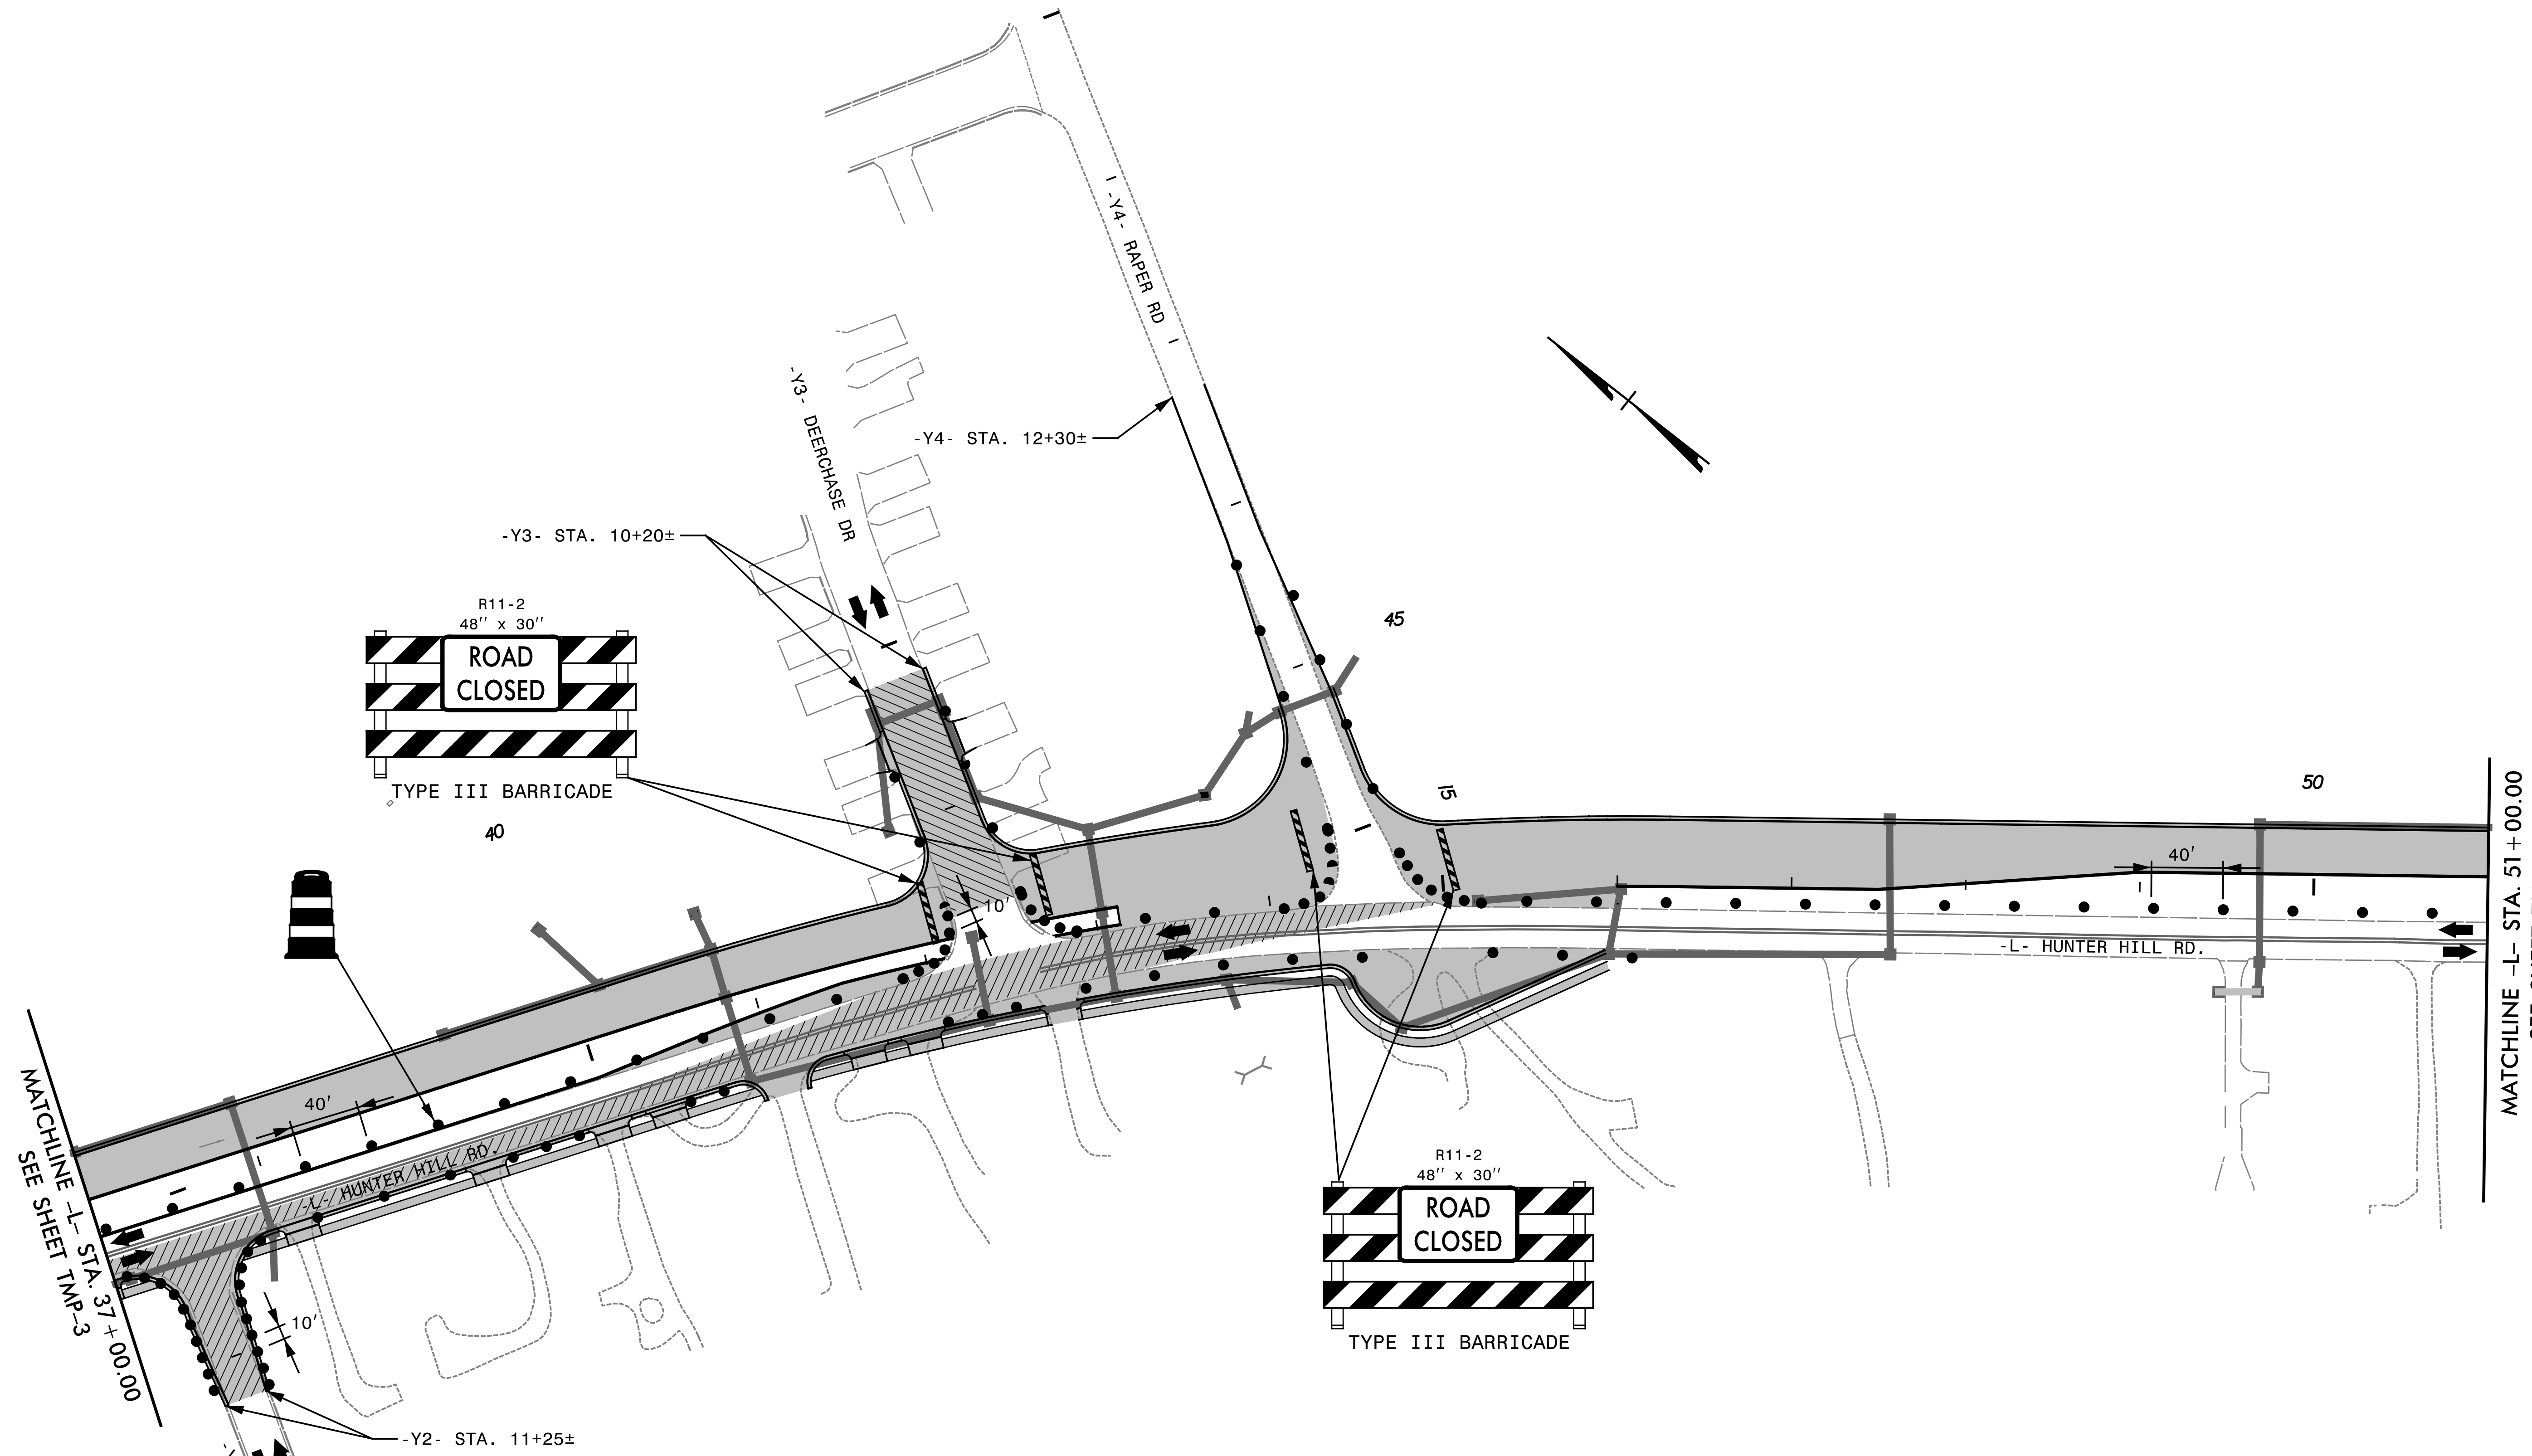 -Y4- RAPER RD
-Y3- DEERCHASE DR
-Y4- STA. 12+30±
-Y3- STA. 10+20±
R11-2
48" x 30"
ROAD
CLOSED
TYPE III BARRICADE
40
45
15
50
10'
40'
40'
-L- HUNTER HILL RD.
-L- HUNTER HILL RD.
MATCHLINE -L- STA. 37+00.00
SEE SHEET TMP-3
MATCHLINE -L- STA. 51+00.00
10'
R11-2
48" x 30"
ROAD
CLOSED
TYPE III BARRICADE
-Y2- STA. 11+25±